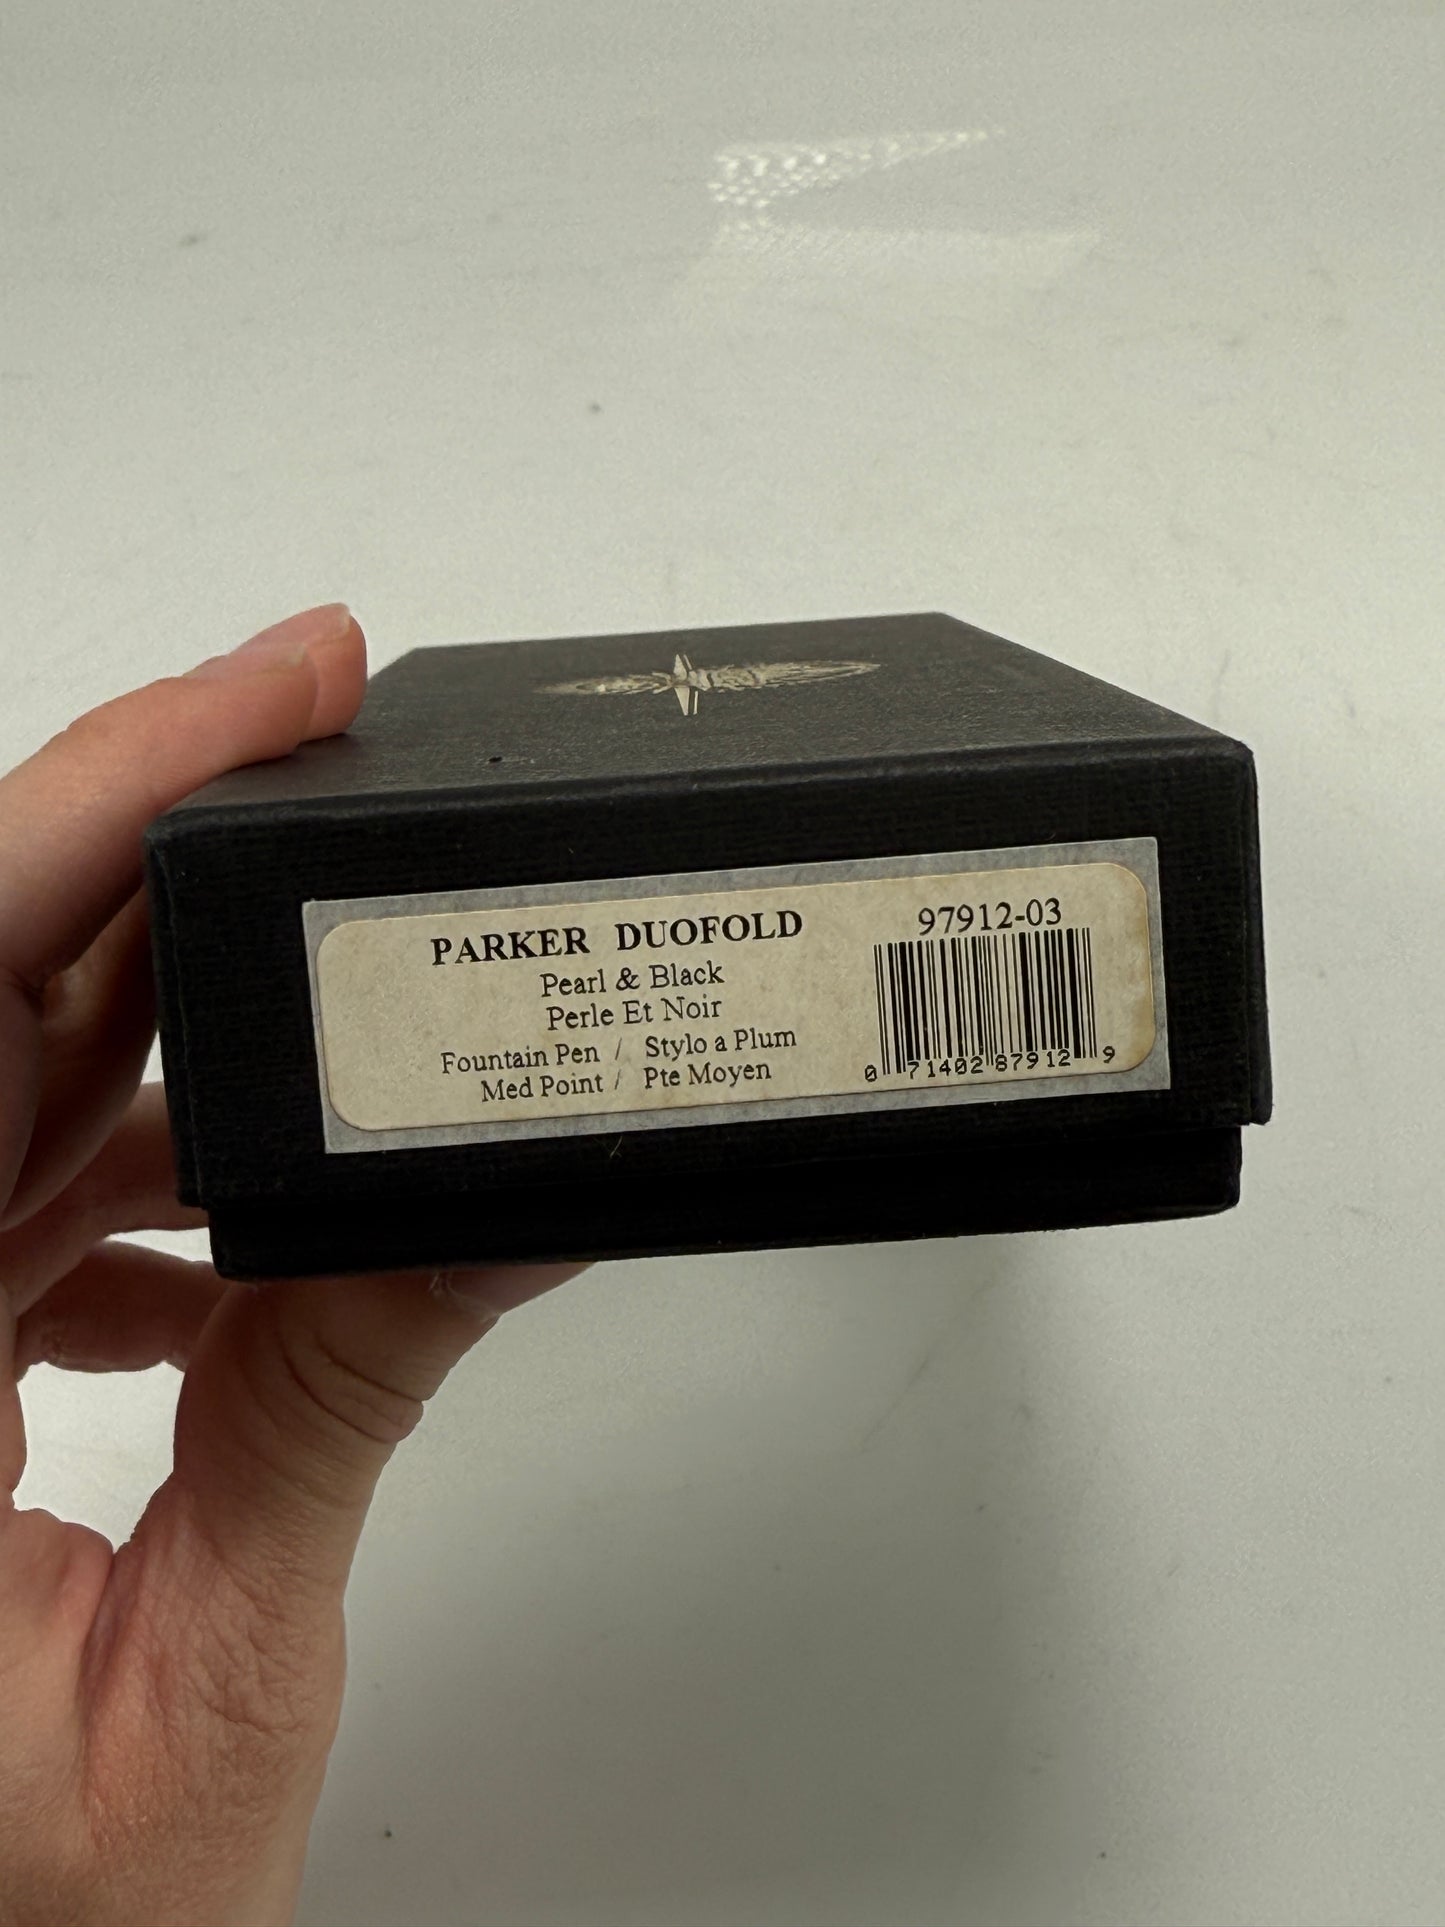 PARKER DUOFOLD
Pearl & Black
Perle Et Noir
Fountain Pen / Stylo a Plum
Med Point / Pte Moyen
97912-03
0 71402 87912 9